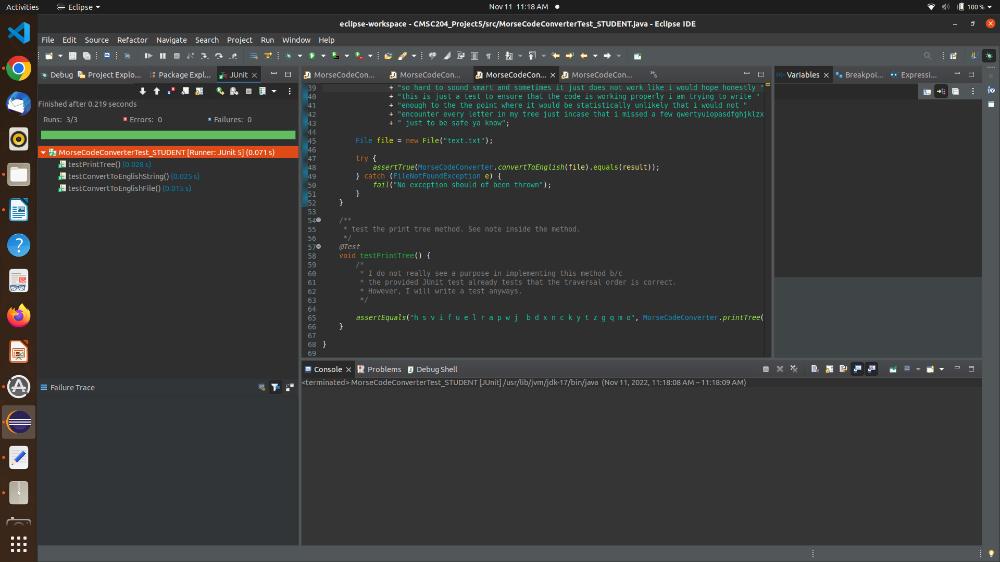 Activities
Eclipse
Nov 11 11:18 AM
100 %
eclipse-workspace - CMSC204_Project5/src/MorseCodeConverterTest_STUDENT.java - Eclipse IDE
File Edit Source Refactor Navigate Search Project Run Window Help
Debug Project Explo... Package Expl... JUnit
MorseCodeCon... MorseCodeCon... MorseCodeCon... MorseCodeCon... »6
Variables Breakpoi... Expressi...
Finished after 0.219 seconds
Runs: 3/3 Errors: 0 Failures: 0
MorseCodeConverterTest_STUDENT [Runner: JUnit 5] (0.071 s)
testPrintTree() (0.028 s)
testConvertToEnglishString() (0.025 s)
testConvertToEnglishFile() (0.015 s)
Failure Trace
39 + "so hard to sound smart and sometimes it just does not work like i would hope honestly "
40 + "this is just a test to ensure that the code is working properly i am trying to write "
41 + "enough to the the point where it would be statistically unlikely that i would not "
42 + "encounter every letter in my tree just incase that i missed a few qwertyuiopasdfghjklzx
43 + " just to be safe ya know";
44
45 File file = new File("text.txt");
46
47 try {
48 assertTrue(MorseCodeConverter.convertToEnglish(file).equals(result));
49 } catch (FileNotFoundException e) {
50 fail("No exception should of been thrown");
51 }
52 }
53
54 /**
55 * test the print tree method. See note inside the method.
56 */
57 @Test
58 void testPrintTree() {
59 /*
60 * I do not really see a purpose in implementing this method b/c
61 * the provided JUnit test already tests that the traversal order is correct.
62 * However, I will write a test anyways.
63 */
64
65 assertEquals("h s v i f u e l r a p w j  b d x n c k y t z g q m o", MorseCodeConverter.printTree(
66 }
67
68 }
69
Console Problems Debug Shell
<terminated> MorseCodeConverterTest_STUDENT [JUnit] /usr/lib/jvm/jdk-17/bin/java (Nov 11, 2022, 11:18:08 AM – 11:18:09 AM)